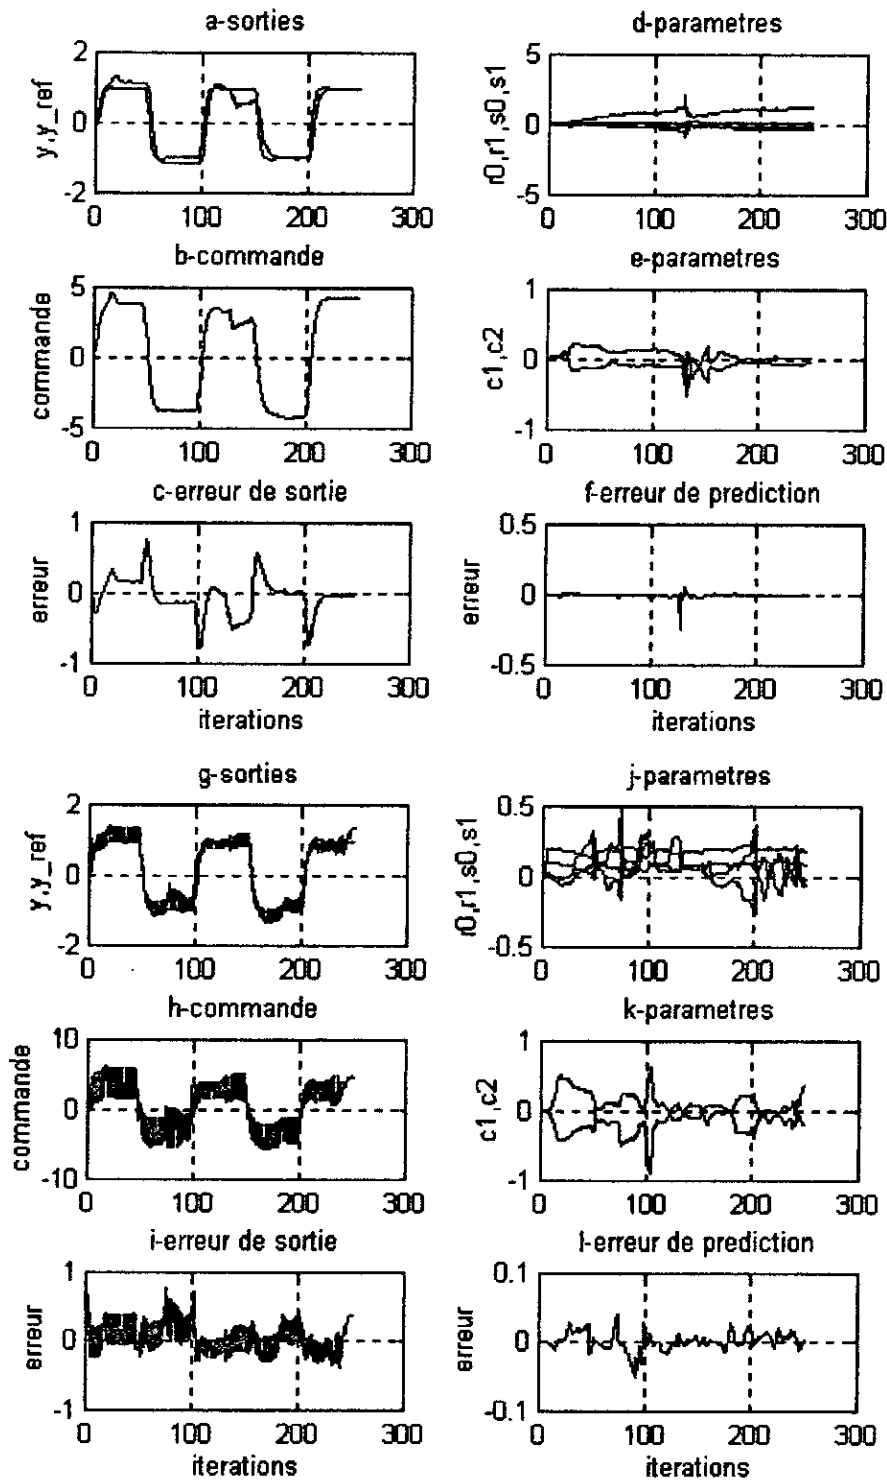 a-sorties
y,y_ref
2
0
-2
0 100 200 300
b-commande
commande
5
0
-5
0 100 200 300
c-erreur de sortie
erreur
1
0
-1
0 100 200 300
iterations
d-parametres
r0,r1,s0,s1
5
0
-5
0 100 200 300
e-parametres
c1,c2
1
0
-1
0 100 200 300
f-erreur de prediction
erreur
0.5
0
-0.5
0 100 200 300
iterations
g-sorties
y,y_ref
2
0
-2
0 100 200 300
h-commande
commande
10
0
-10
0 100 200 300
i-erreur de sortie
erreur
1
0
-1
0 100 200 300
iterations
j-parametres
r0,r1,s0,s1
0.5
0
-0.5
0 100 200 300
k-parametres
c1,c2
1
0
-1
0 100 200 300
l-erreur de prediction
erreur
0.1
0
-0.1
0 100 200 300
iterations